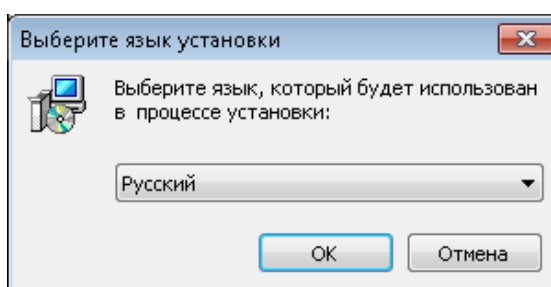 Выберите язык установки
Выберите язык, который будет использован
в процессе установки:
Русский
OK
Отмена